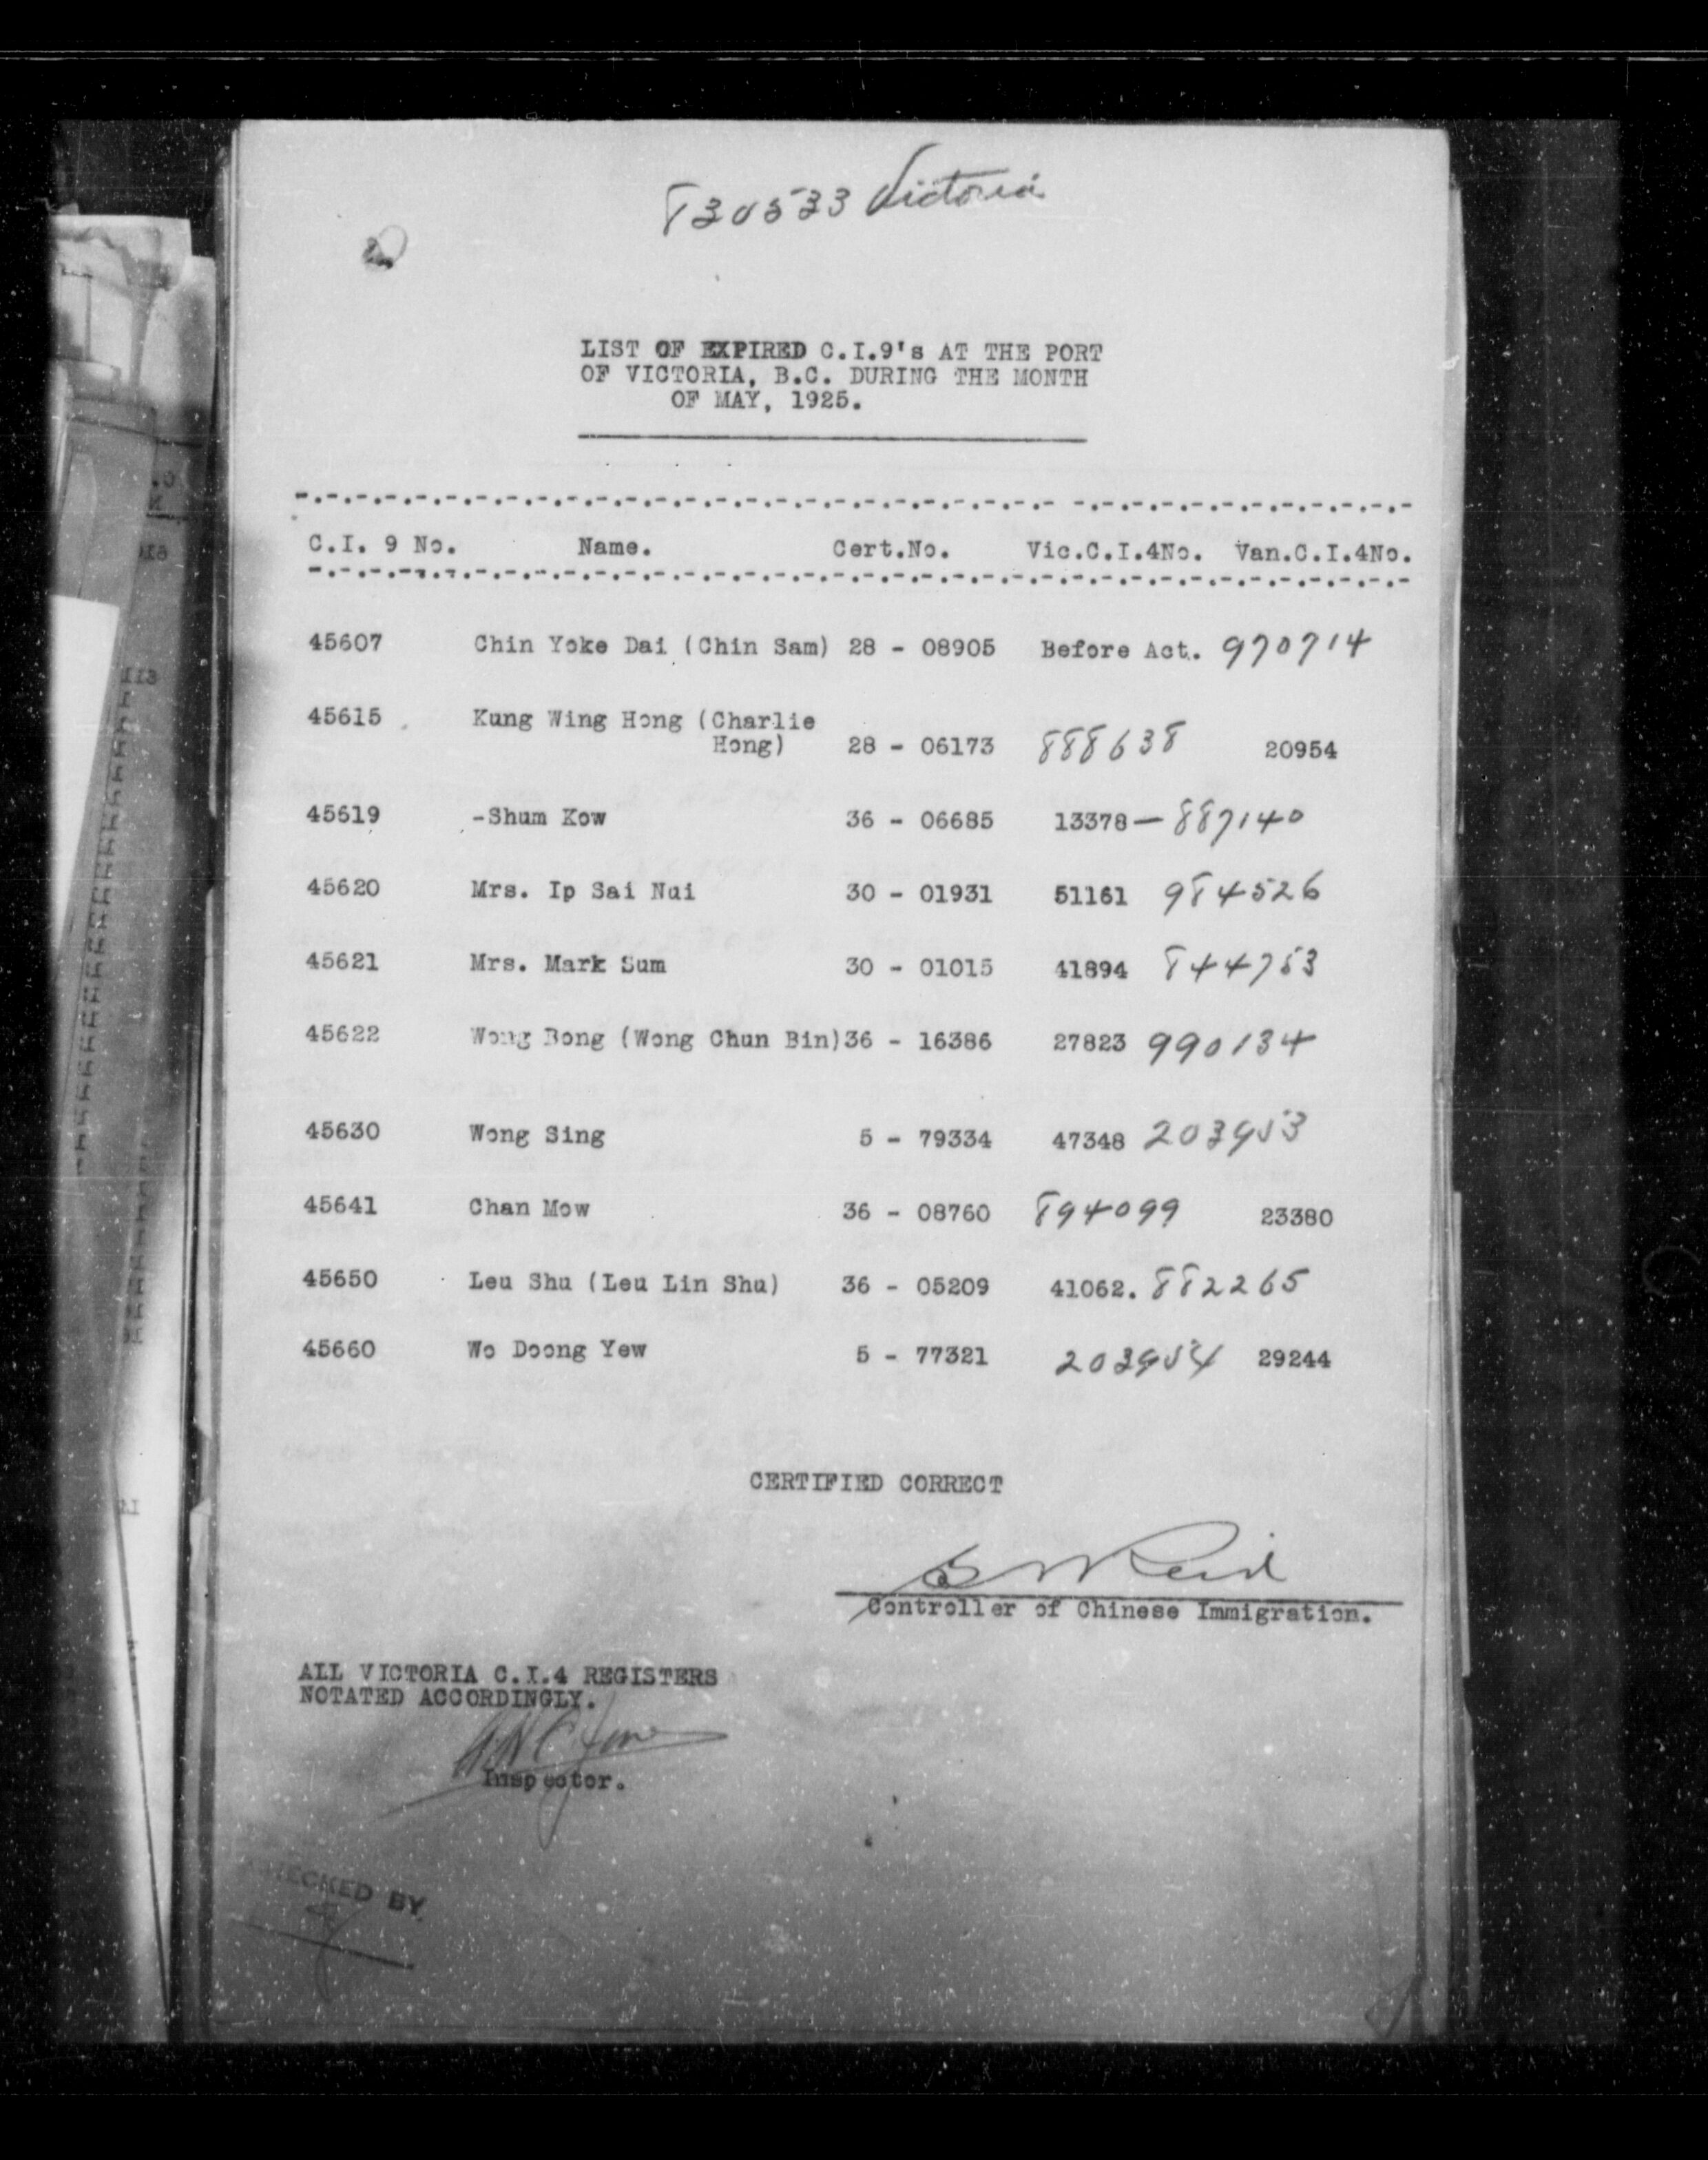 830533 Victoria
LIST OF EXPIRED C.I.9's AT THE PORT
OF VICTORIA, B.C. DURING THE MONTH
OF MAY, 1925.
C.I. 9 No. Name. Cert.No. Vic.C.I.4No. Van.C.I.4No.
45607 Chin Yoke Dai (Chin Sam) 28 - 08905 Before Act. 970714
45615 Kung Wing Hong (Charlie
Hong) 28 - 06173 888638 20954
45619 -Shum Kow 36 - 06685 13378 — 887140
45620 Mrs. Ip Sai Nui 30 - 01931 51161 984526
45621 Mrs. Mark Sum 30 - 01015 41894 844753
45622 Wong Bong (Wong Chun Bin) 36 - 16386 27823 990134
45630 Wong Sing 5 - 79334 47348 203953
45641 Chan Mow 36 - 08760 894099 23380
45650 Leu Shu (Leu Lin Shu) 36 - 05209 41062. 882265
45660 Wo Doong Yew 5 - 77321 203954 29244
CERTIFIED CORRECT
Reid
Controller of Chinese Immigration.
ALL VICTORIA C.I.4 REGISTERS
NOTATED ACCORDINGLY.
Inspector.
CHECKED BY